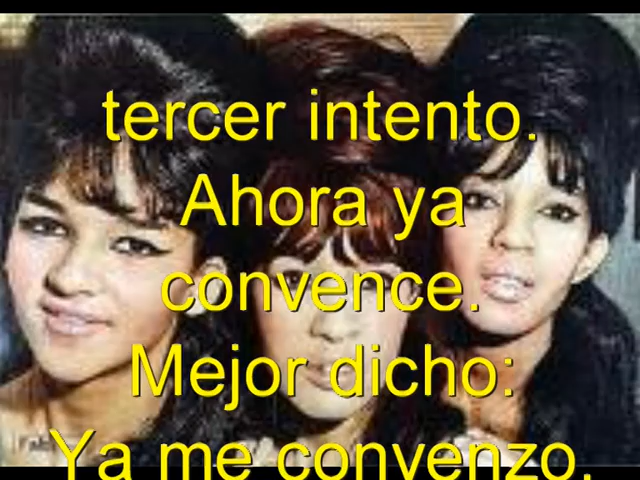 tercer intento.
Ahora ya
convence.
Mejor dicho:
Ya me convenzo.